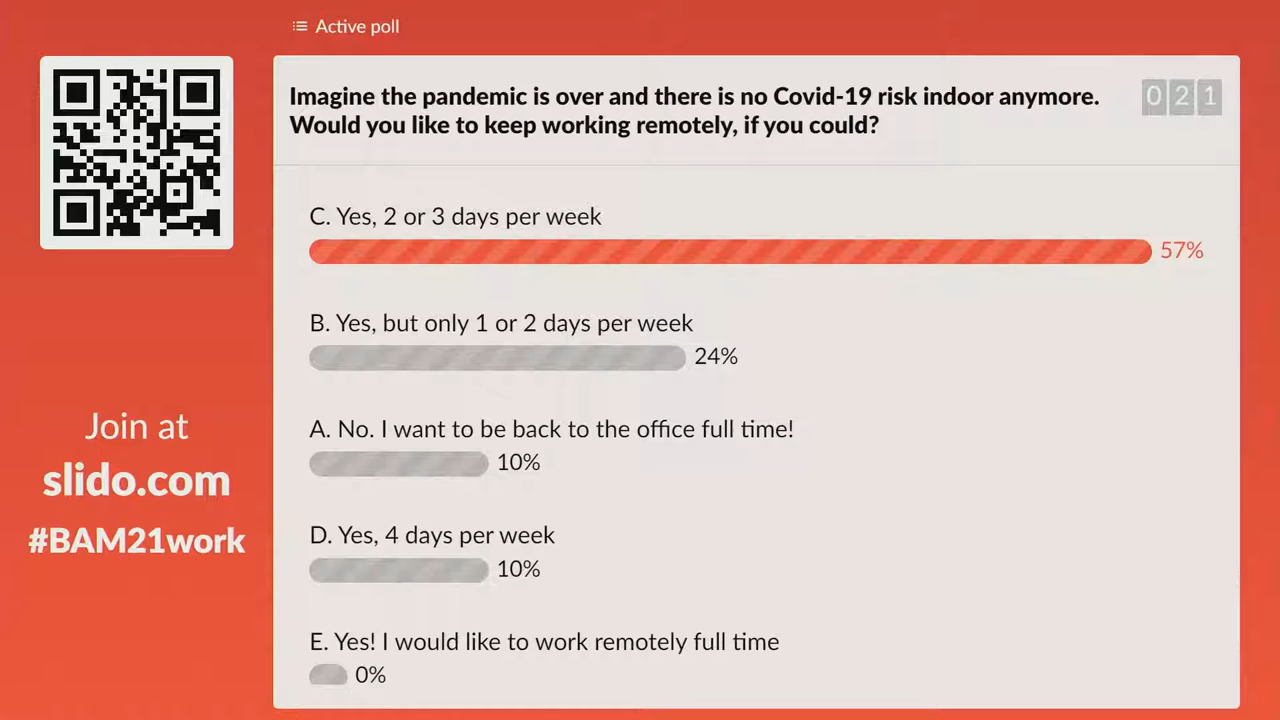 Active poll
Imagine the pandemic is over and there is no Covid-19 risk indoor anymore.
Would you like to keep working remotely, if you could?
021
C. Yes, 2 or 3 days per week
57%
B. Yes, but only 1 or 2 days per week
24%
A. No. I want to be back to the office full time!
10%
D. Yes, 4 days per week
10%
E. Yes! I would like to work remotely full time
0%
Join at
slido.com
#BAM21work